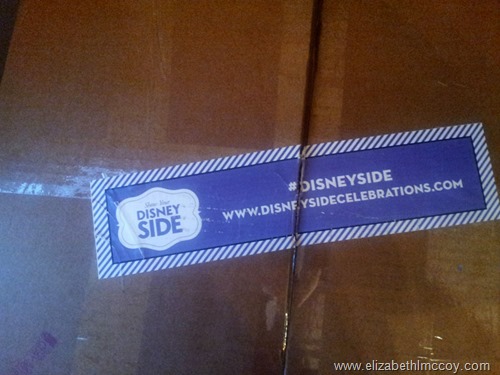 Show Your
DISNEY
SIDE
#DISNEYSIDE
WWW.DISNEYSIDECELEBRATIONS.COM
www.elizabethlmccoy.com